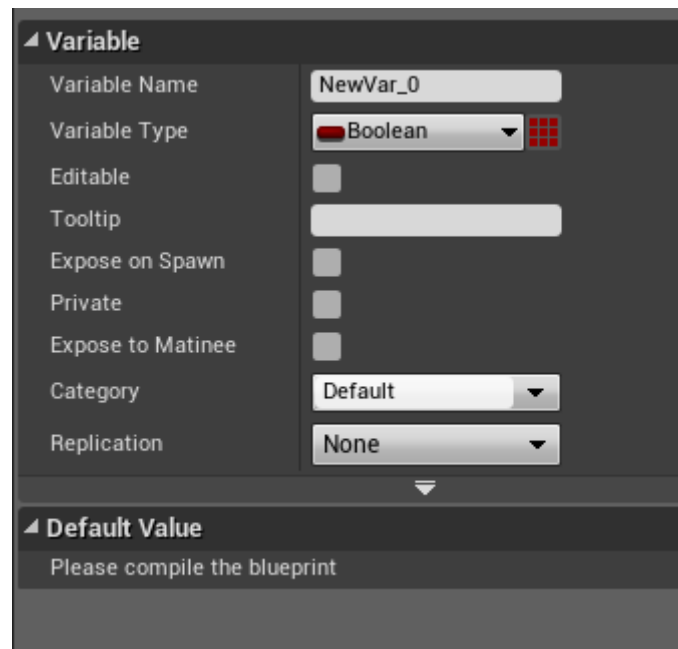 Variable
Variable Name NewVar_0
Variable Type Boolean
Editable
Tooltip
Expose on Spawn
Private
Expose to Matinee
Category Default
Replication None
Default Value
Please compile the blueprint